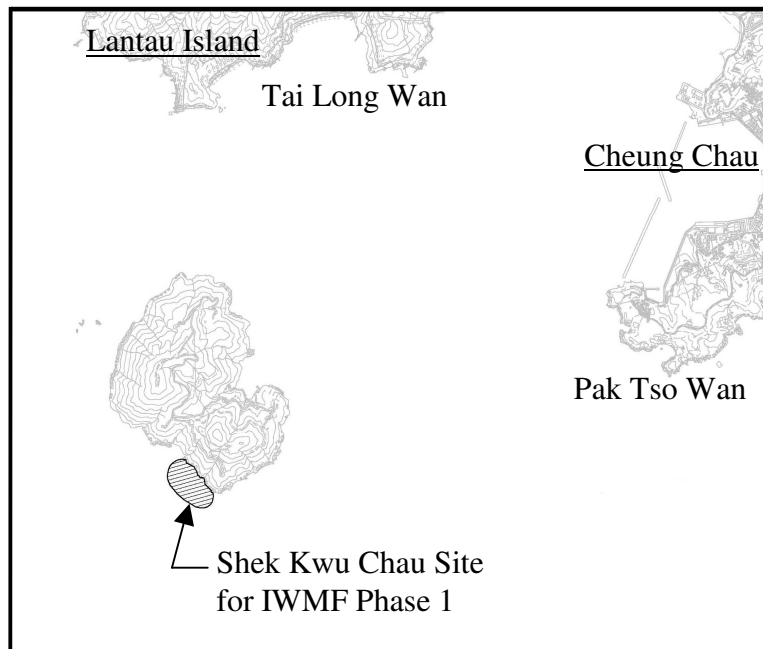 Lantau Island
Tai Long Wan
Cheung Chau
Pak Tso Wan
Shek Kwu Chau Site
for IWMF Phase 1